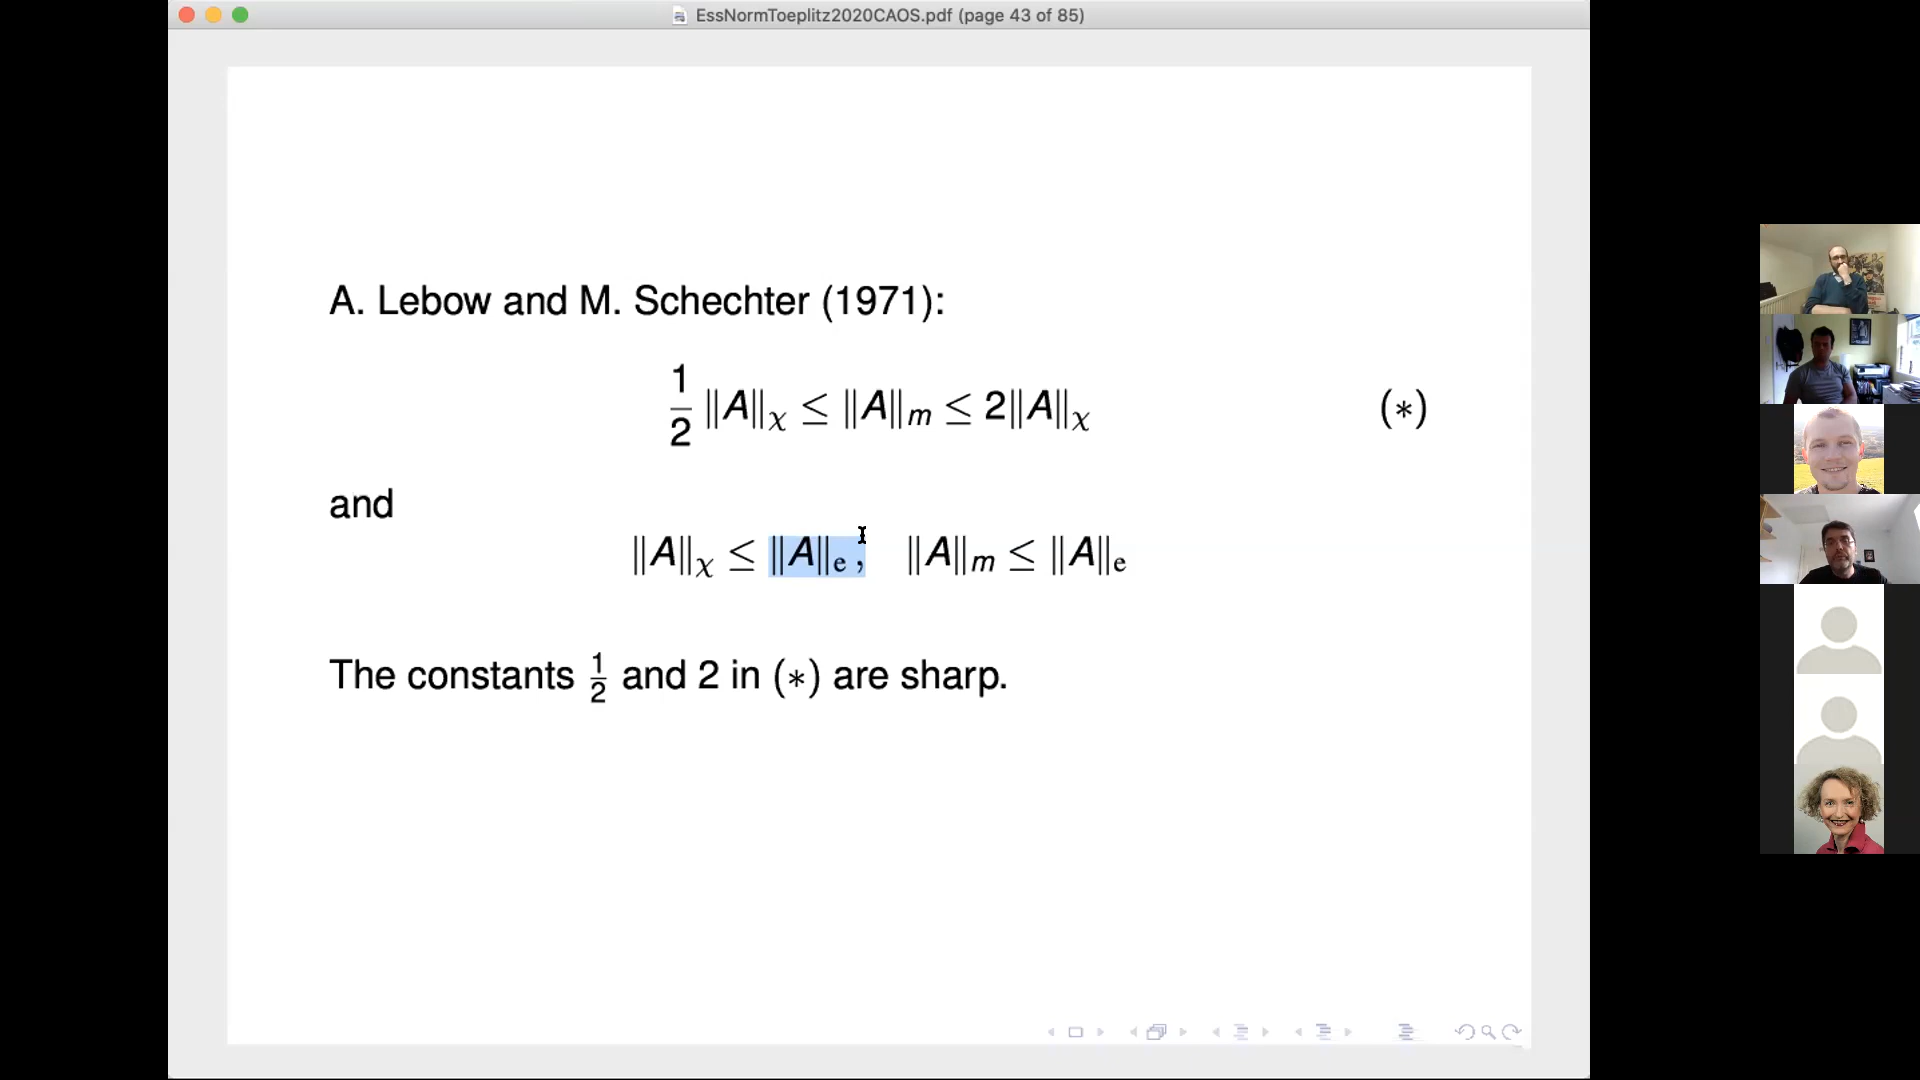 EssNormToeplitz2020CAOS.pdf (page 43 of 85)
A. Lebow and M. Schechter (1971):
1/2 ‖A‖χ ≤ ‖A‖m ≤ 2‖A‖χ (∗)
and
‖A‖χ ≤ ‖A‖e , ‖A‖m ≤ ‖A‖e
The constants 1/2 and 2 in (∗) are sharp.